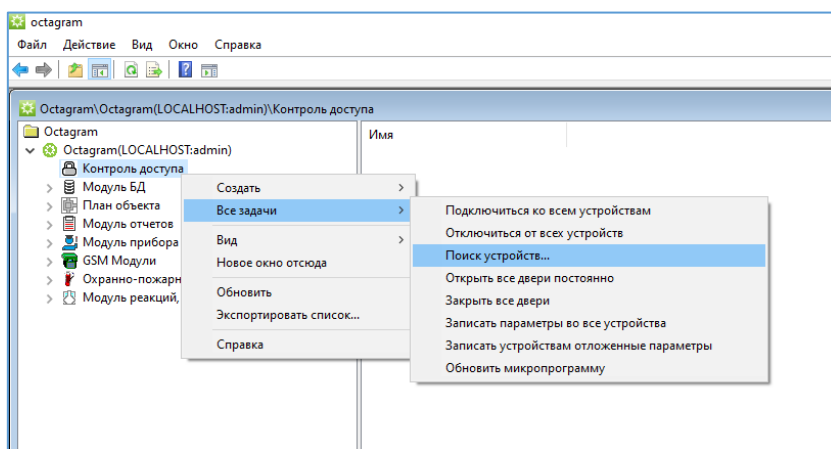 octagram
Файл Действие Вид Окно Справка
Octagram\Octagram(LOCALHOST:admin)\Контроль доступа
Octagram
Имя
Octagram(LOCALHOST:admin)
Контроль доступа
Модуль БД
План объекта
Модуль отчетов
Модуль прибора
GSM Модули
Охранно-пожарн
Модуль реакций,
Создать
Все задачи
Вид
Новое окно отсюда
Обновить
Экспортировать список...
Справка
Подключиться ко всем устройствам
Отключиться от всех устройств
Поиск устройств...
Открыть все двери постоянно
Закрыть все двери
Записать параметры во все устройства
Записать устройствам отложенные параметры
Обновить микропрограмму